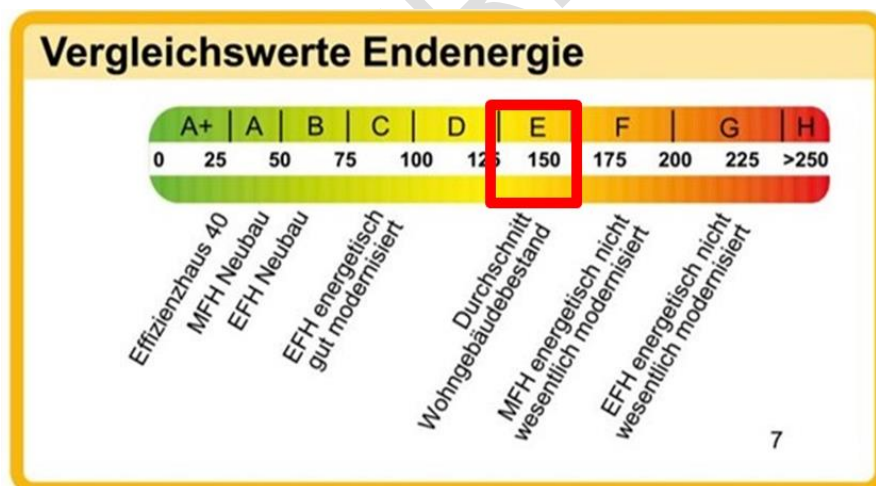 Vergleichswerte Endenergie
A+ | A | B | C | D | E | F | G | H
0 25 50 75 100 125 150 175 200 225 >250
Effizienzhaus 40
MFH Neubau
EFH Neubau
EFH energetisch
gut modernisiert
Durchschnitt
Wohngebäudebestand
MFH energetisch nicht
wesentlich modernisiert
EFH energetisch nicht
wesentlich modernisiert
7